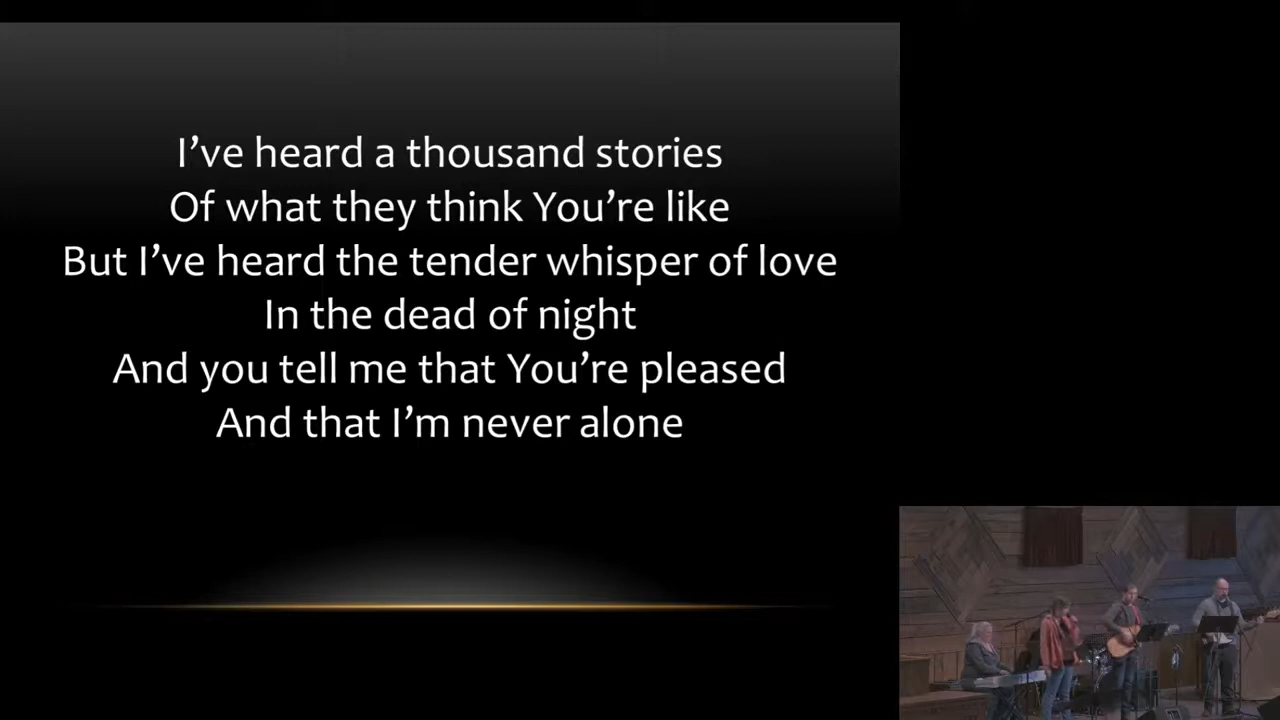 I’ve heard a thousand stories
Of what they think You’re like
But I’ve heard the tender whisper of love
In the dead of night
And you tell me that You’re pleased
And that I’m never alone